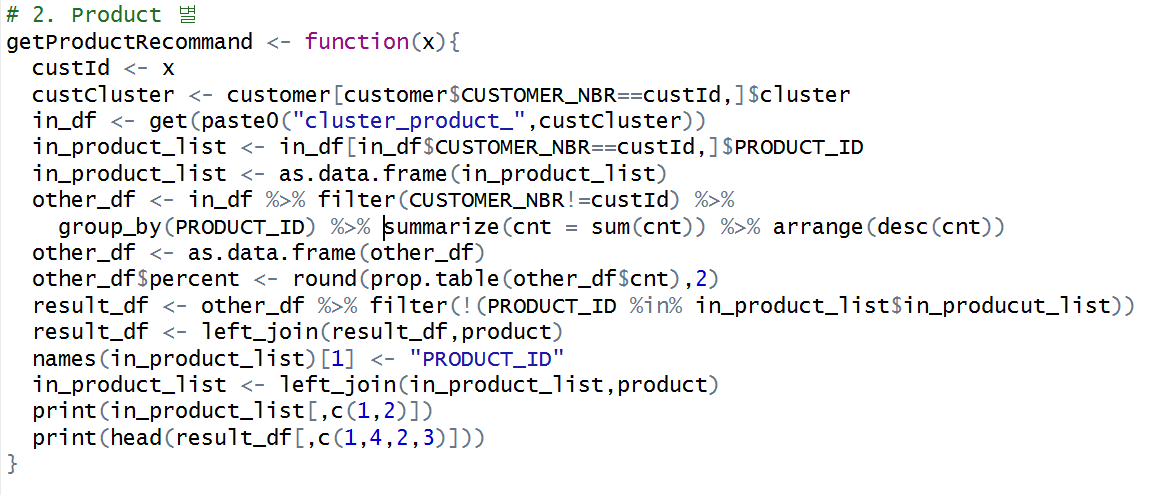 # 2. Product 별
getProductRecommand <- function(x){
  custId <- x
  custCluster <- customer[customer$CUSTOMER_NBR==custId,]$cluster
  in_df <- get(paste0("cluster_product_",custCluster))
  in_product_list <- in_df[in_df$CUSTOMER_NBR==custId,]$PRODUCT_ID
  in_product_list <- as.data.frame(in_product_list)
  other_df <- in_df %>% filter(CUSTOMER_NBR!=custId) %>%
    group_by(PRODUCT_ID) %>% summarize(cnt = sum(cnt)) %>% arrange(desc(cnt))
  other_df <- as.data.frame(other_df)
  other_df$percent <- round(prop.table(other_df$cnt),2)
  result_df <- other_df %>% filter(!(PRODUCT_ID %in% in_product_list$in_producut_list))
  result_df <- left_join(result_df,product)
  names(in_product_list)[1] <- "PRODUCT_ID"
  in_product_list <- left_join(in_product_list,product)
  print(in_product_list[,c(1,2)])
  print(head(result_df[,c(1,4,2,3)]))
}